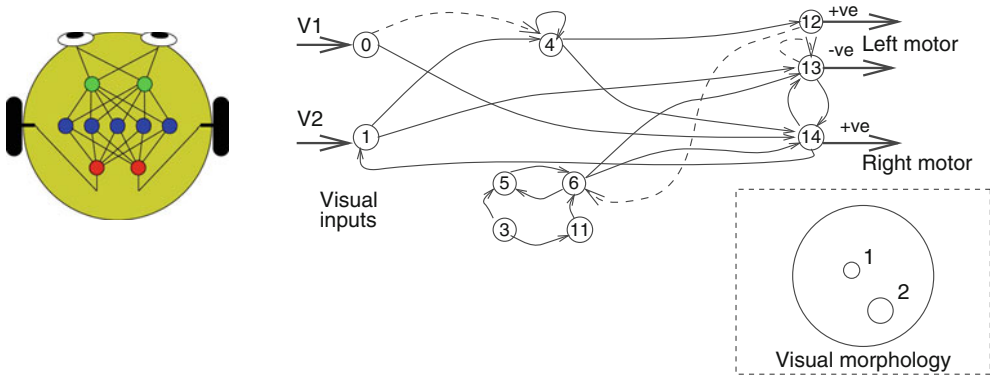 V1
0
4
12
+ve
Left motor
13
-ve
V2
1
14
+ve
Right motor
Visual
inputs
5
6
3
11
1
2
Visual morphology